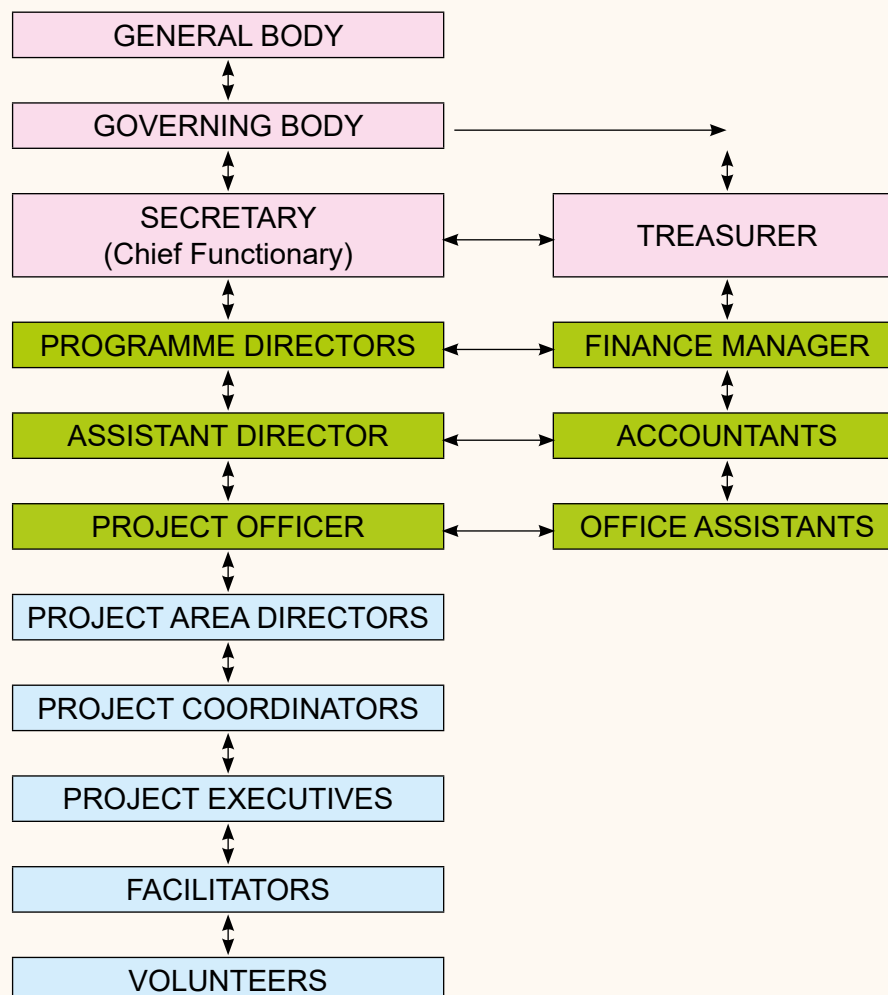 GENERAL BODY
GOVERNING BODY
SECRETARY
(Chief Functionary)
TREASURER
PROGRAMME DIRECTORS
FINANCE MANAGER
ASSISTANT DIRECTOR
ACCOUNTANTS
PROJECT OFFICER
OFFICE ASSISTANTS
PROJECT AREA DIRECTORS
PROJECT COORDINATORS
PROJECT EXECUTIVES
FACILITATORS
VOLUNTEERS